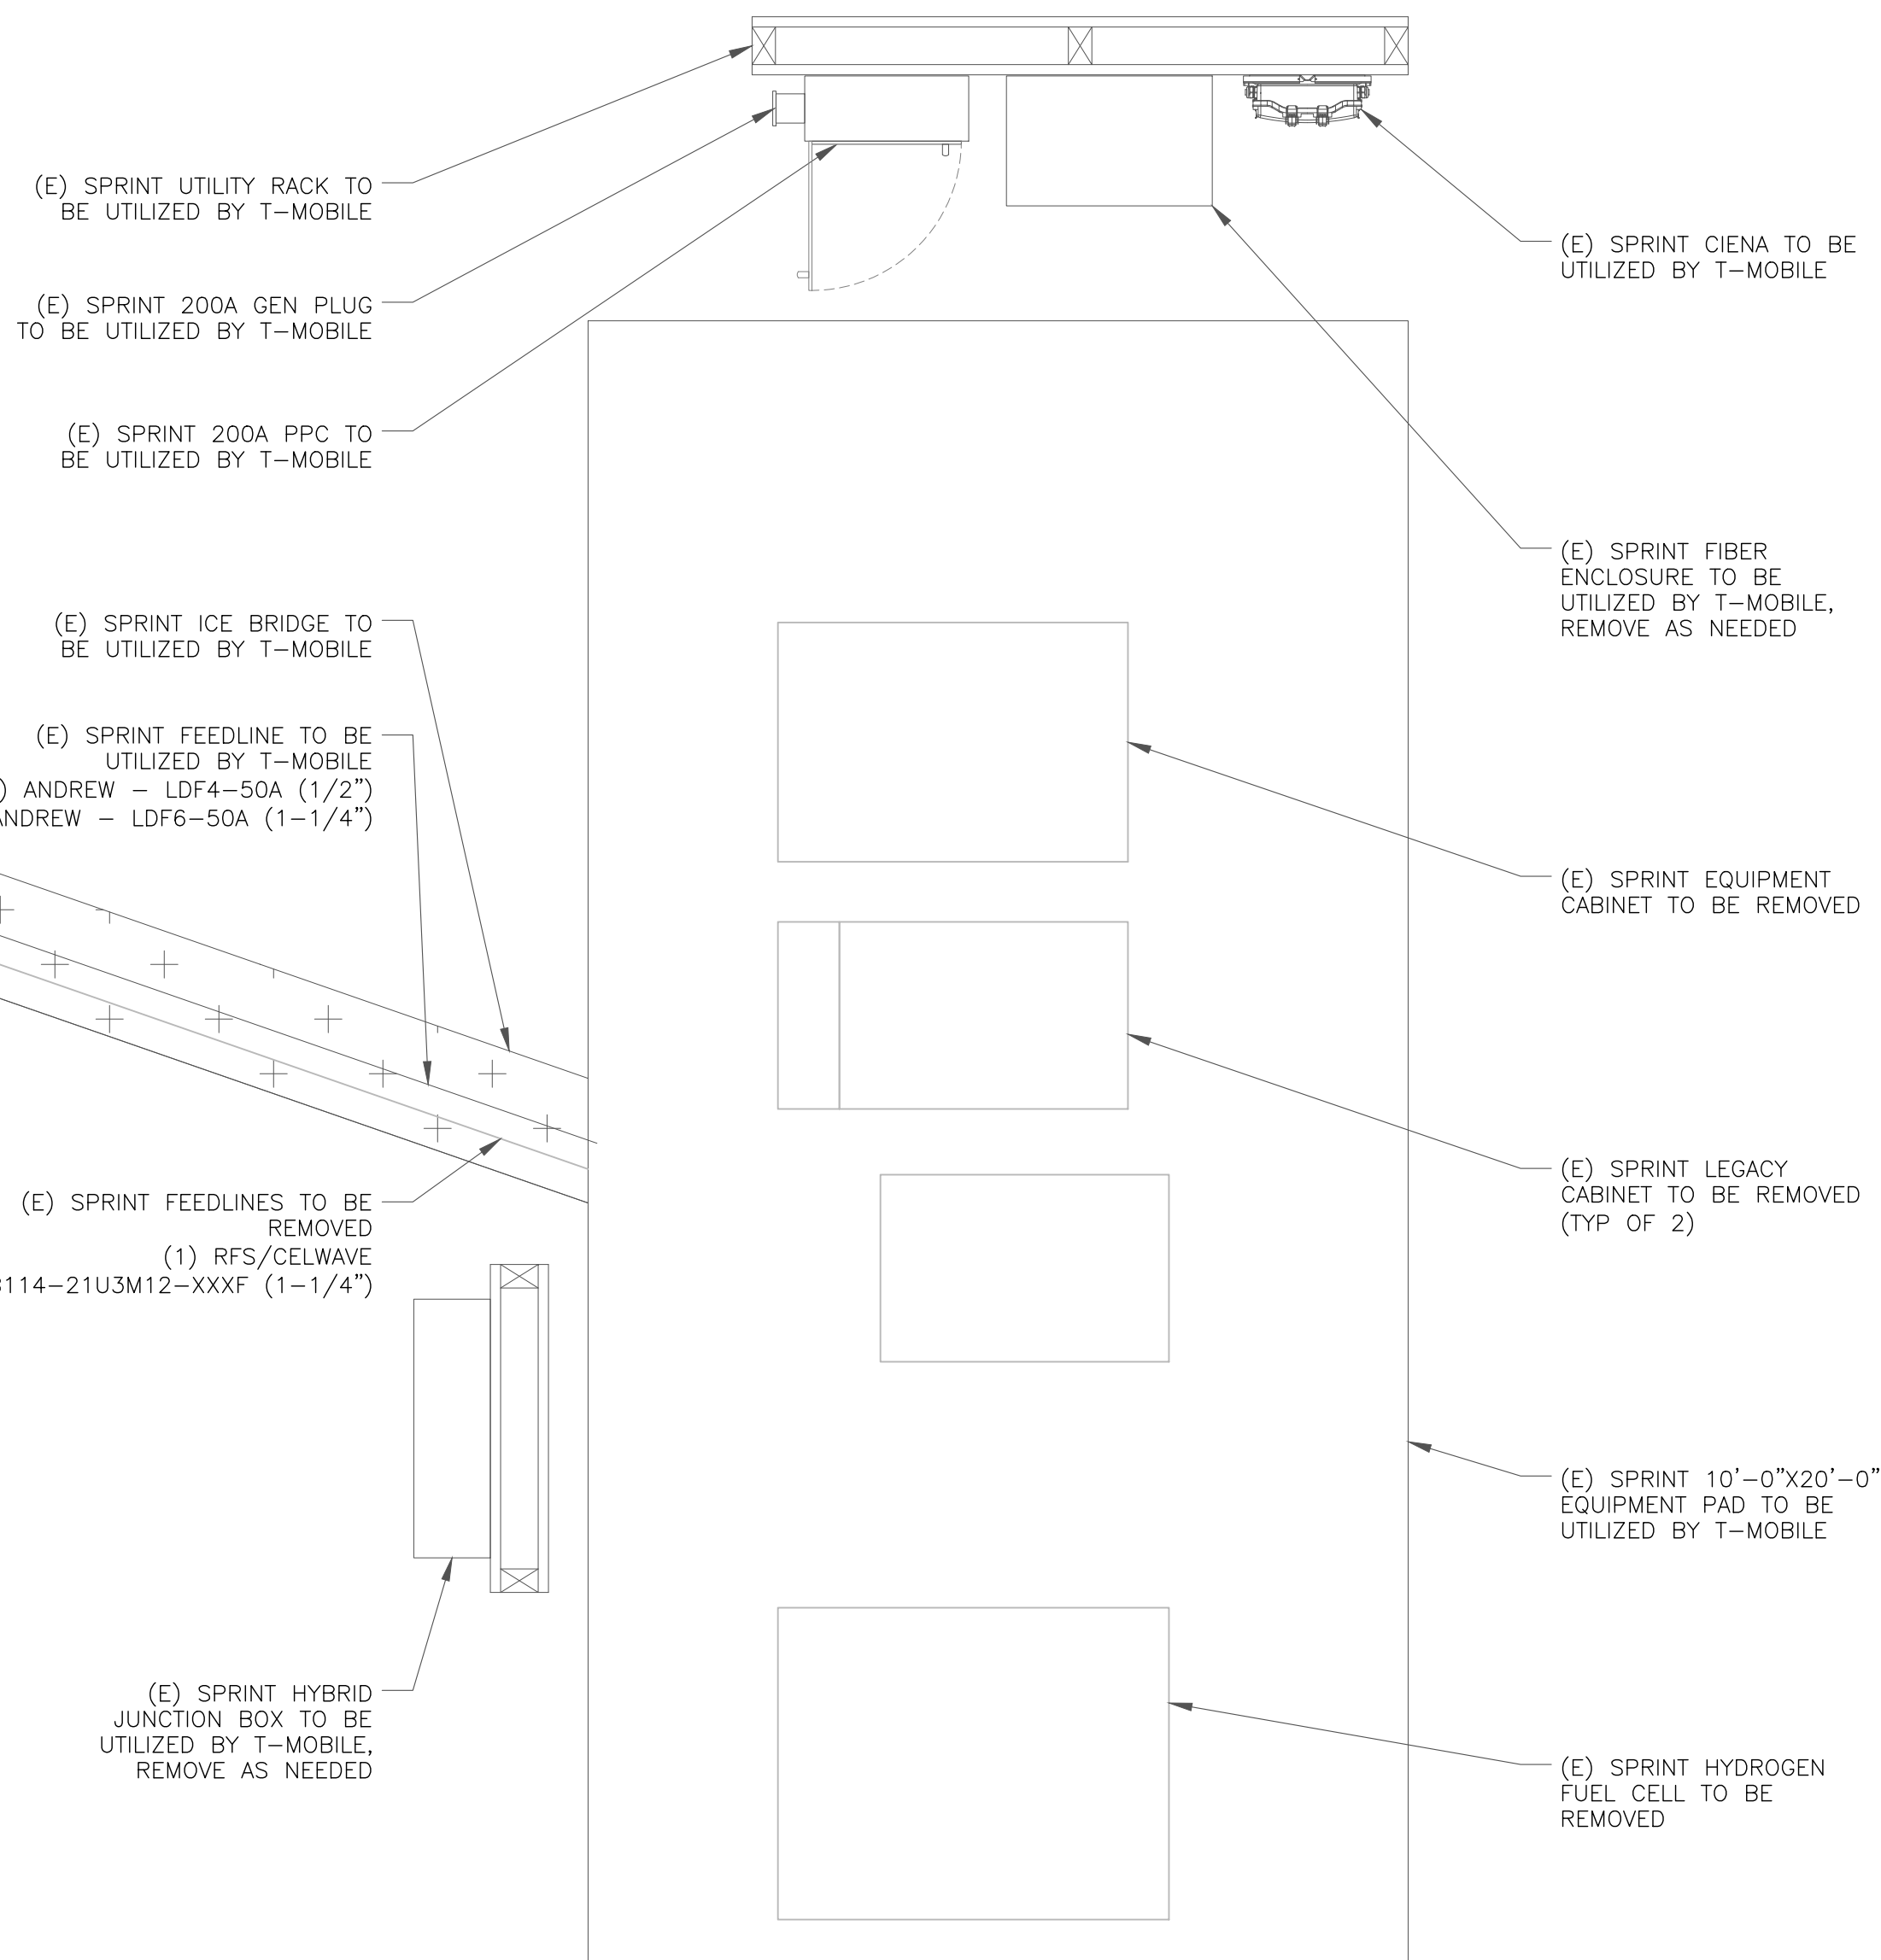 (E) SPRINT UTILITY RACK TO
BE UTILIZED BY T-MOBILE
(E) SPRINT 200A GEN PLUG
TO BE UTILIZED BY T-MOBILE
(E) SPRINT 200A PPC TO
BE UTILIZED BY T-MOBILE
(E) SPRINT ICE BRIDGE TO
BE UTILIZED BY T-MOBILE
(E) SPRINT FEEDLINE TO BE
UTILIZED BY T-MOBILE
) ANDREW - LDF4-50A (1/2")
ANDREW - LDF6-50A (1-1/4")
(E) SPRINT FEEDLINES TO BE
REMOVED
(1) RFS/CELWAVE
114-21U3M12-XXXF (1-1/4")
(E) SPRINT HYBRID
JUNCTION BOX TO BE
UTILIZED BY T-MOBILE,
REMOVE AS NEEDED
(E) SPRINT CIENA TO BE
UTILIZED BY T-MOBILE
(E) SPRINT FIBER
ENCLOSURE TO BE
UTILIZED BY T-MOBILE,
REMOVE AS NEEDED
(E) SPRINT EQUIPMENT
CABINET TO BE REMOVED
(E) SPRINT LEGACY
CABINET TO BE REMOVED
(TYP OF 2)
(E) SPRINT 10'-0"X20'-0"
EQUIPMENT PAD TO BE
UTILIZED BY T-MOBILE
(E) SPRINT HYDROGEN
FUEL CELL TO BE
REMOVED